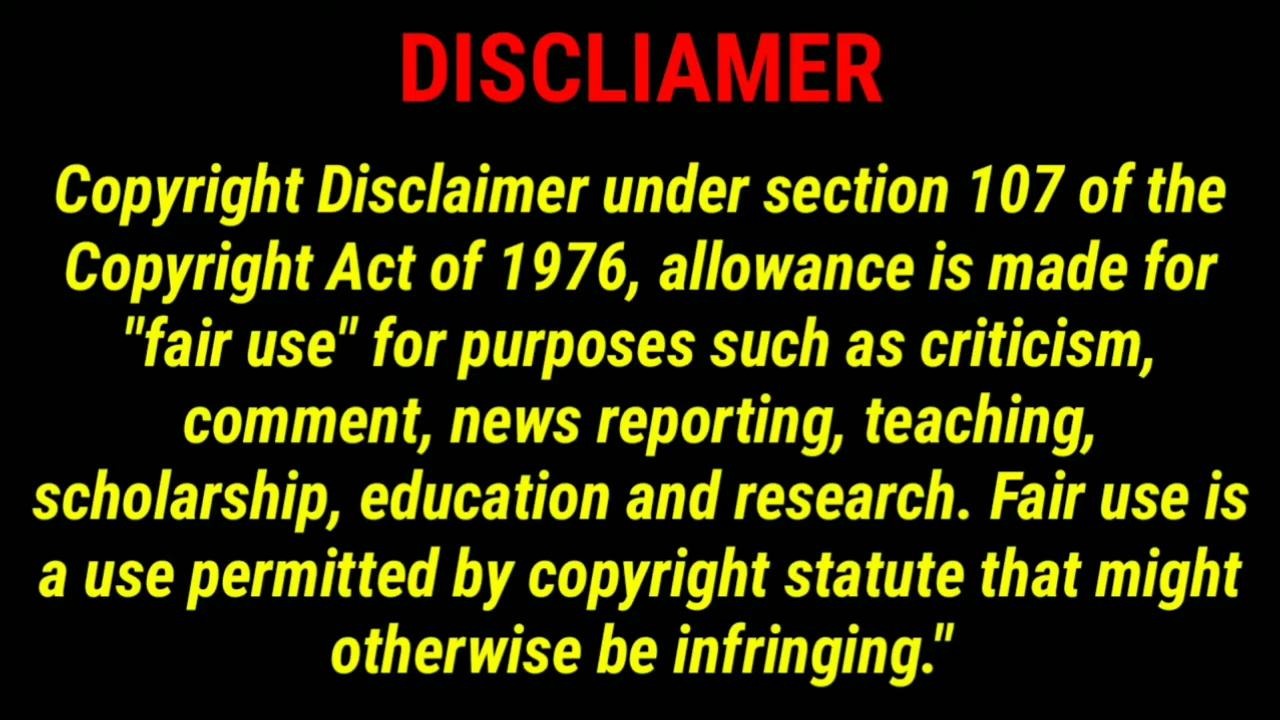 DISCLIAMER
Copyright Disclaimer under section 107 of the
Copyright Act of 1976, allowance is made for
"fair use" for purposes such as criticism,
comment, news reporting, teaching,
scholarship, education and research. Fair use is
a use permitted by copyright statute that might
otherwise be infringing."